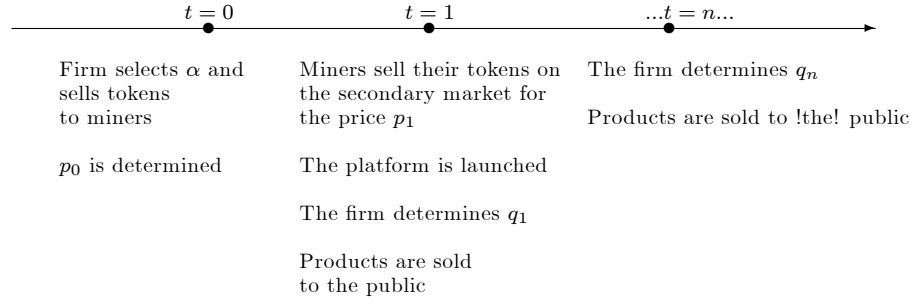 t = 0
t = 1
...t = n...
Firm selects α and
sells tokens
to miners
p₀ is determined
Miners sell their tokens on
the secondary market for
the price p₁
The platform is launched
The firm determines q₁
Products are sold
to the public
The firm determines qₙ
Products are sold to !the! public